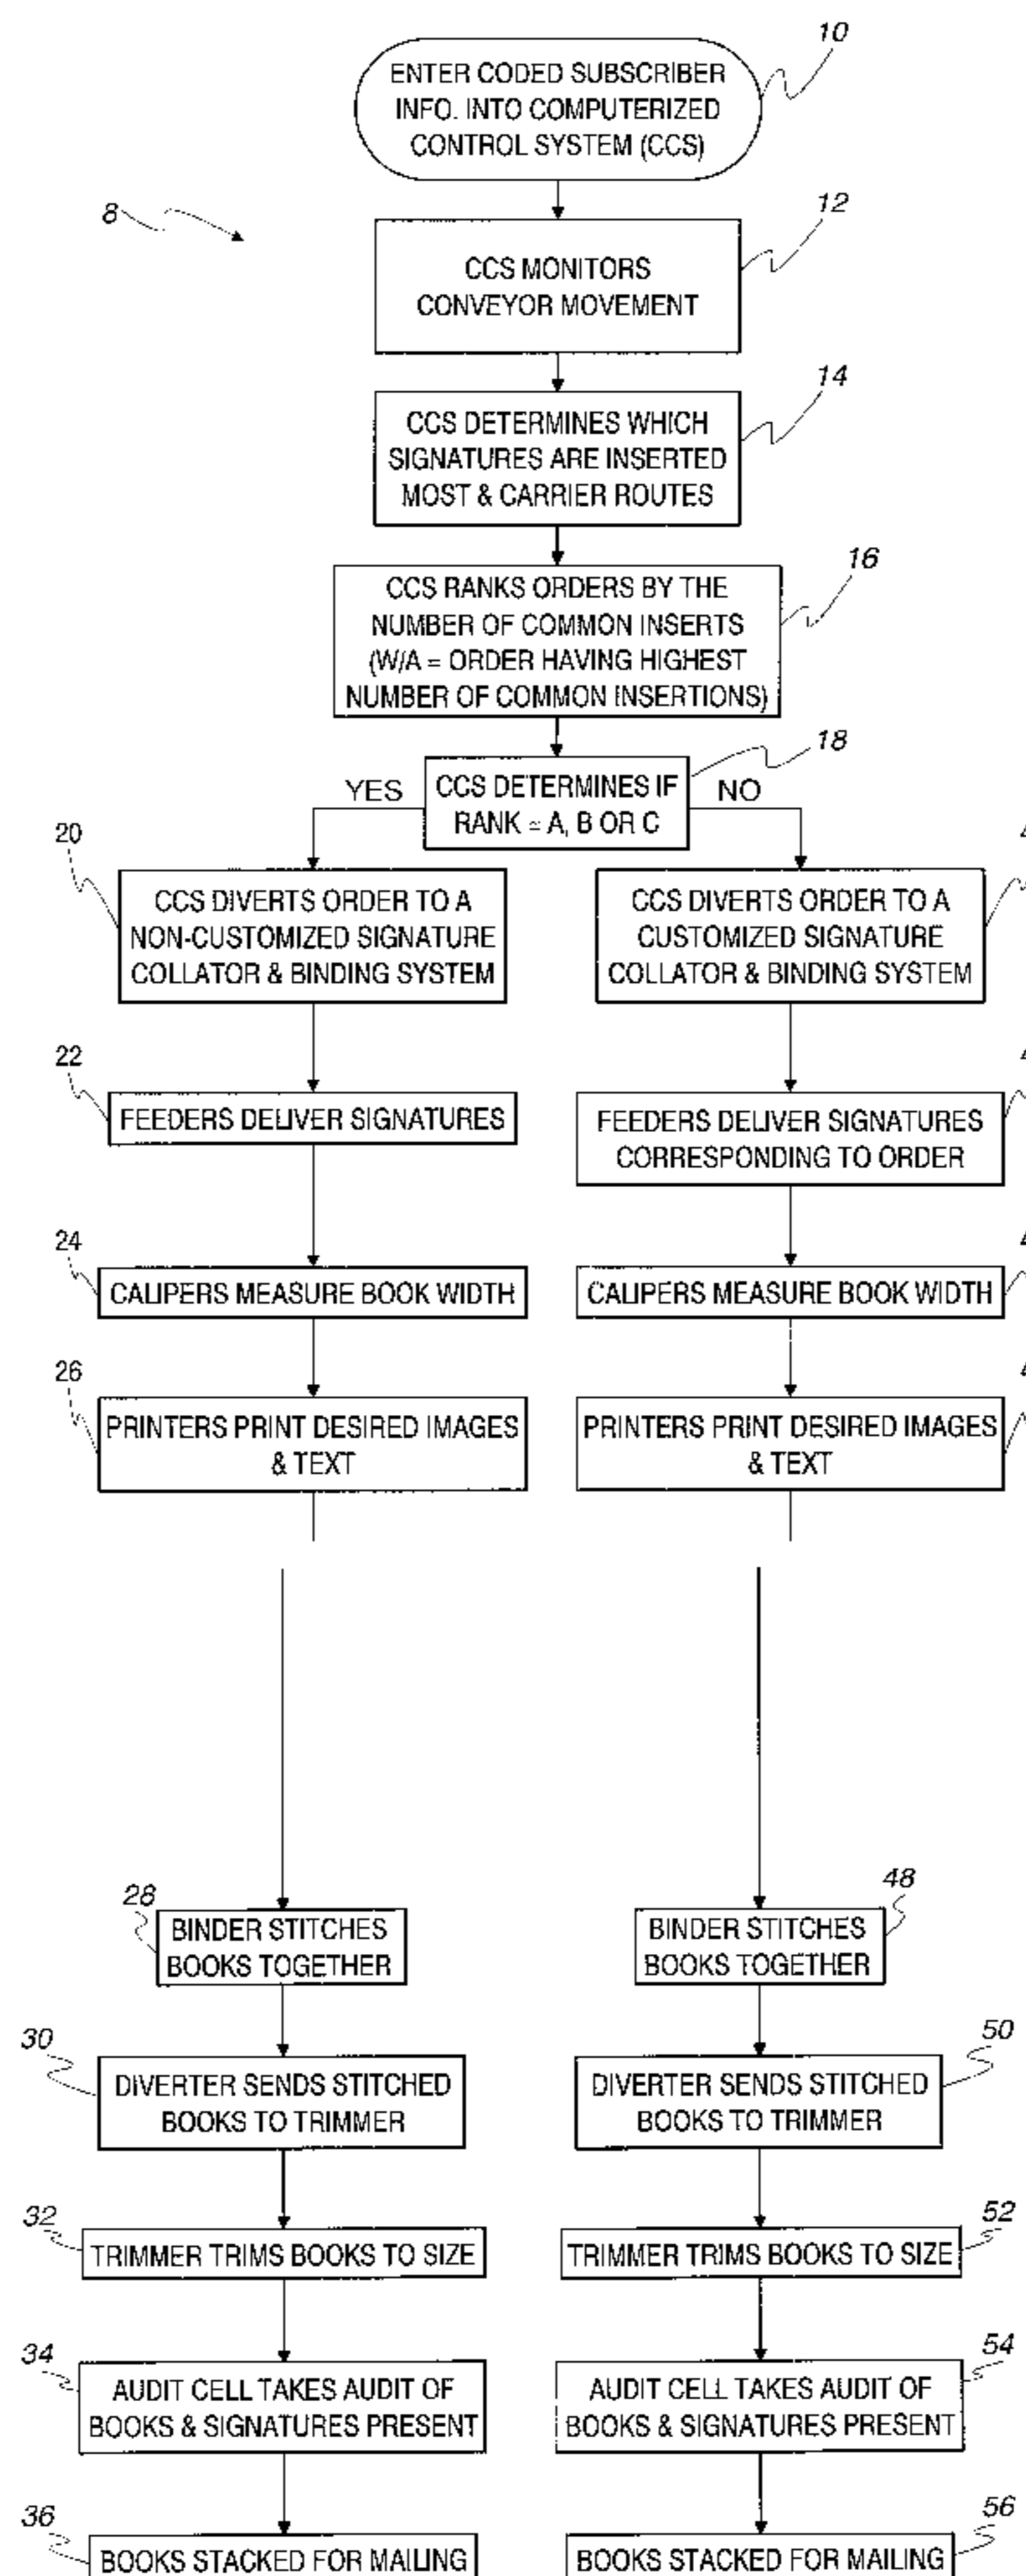 10
ENTER CODED SUBSCRIBER
INFO. INTO COMPUTERIZED
CONTROL SYSTEM (CCS)
8
12
CCS MONITORS
CONVEYOR MOVEMENT
14
CCS DETERMINES WHICH
SIGNATURES ARE INSERTED
MOST & CARRIER ROUTES
16
CCS RANKS ORDERS BY THE
NUMBER OF COMMON INSERTS
(W/A = ORDER HAVING HIGHEST
NUMBER OF COMMON INSERTIONS)
18
YES
CCS DETERMINES IF
RANK = A, B OR C
NO
20
CCS DIVERTS ORDER TO A
NON-CUSTOMIZED SIGNATURE
COLLATOR & BINDING SYSTEM
CCS DIVERTS ORDER TO A
CUSTOMIZED SIGNATURE
COLLATOR & BINDING SYSTEM
22
FEEDERS DELIVER SIGNATURES
FEEDERS DELIVER SIGNATURES
CORRESPONDING TO ORDER
24
CALIPERS MEASURE BOOK WIDTH
CALIPERS MEASURE BOOK WIDTH
26
PRINTERS PRINT DESIRED IMAGES
& TEXT
PRINTERS PRINT DESIRED IMAGES
& TEXT
28
BINDER STITCHES
BOOKS TOGETHER
48
BINDER STITCHES
BOOKS TOGETHER
30
DIVERTER SENDS STITCHED
BOOKS TO TRIMMER
50
DIVERTER SENDS STITCHED
BOOKS TO TRIMMER
32
TRIMMER TRIMS BOOKS TO SIZE
52
TRIMMER TRIMS BOOKS TO SIZE
34
AUDIT CELL TAKES AUDIT OF
BOOKS & SIGNATURES PRESENT
54
AUDIT CELL TAKES AUDIT OF
BOOKS & SIGNATURES PRESENT
36
BOOKS STACKED FOR MAILING
56
BOOKS STACKED FOR MAILING